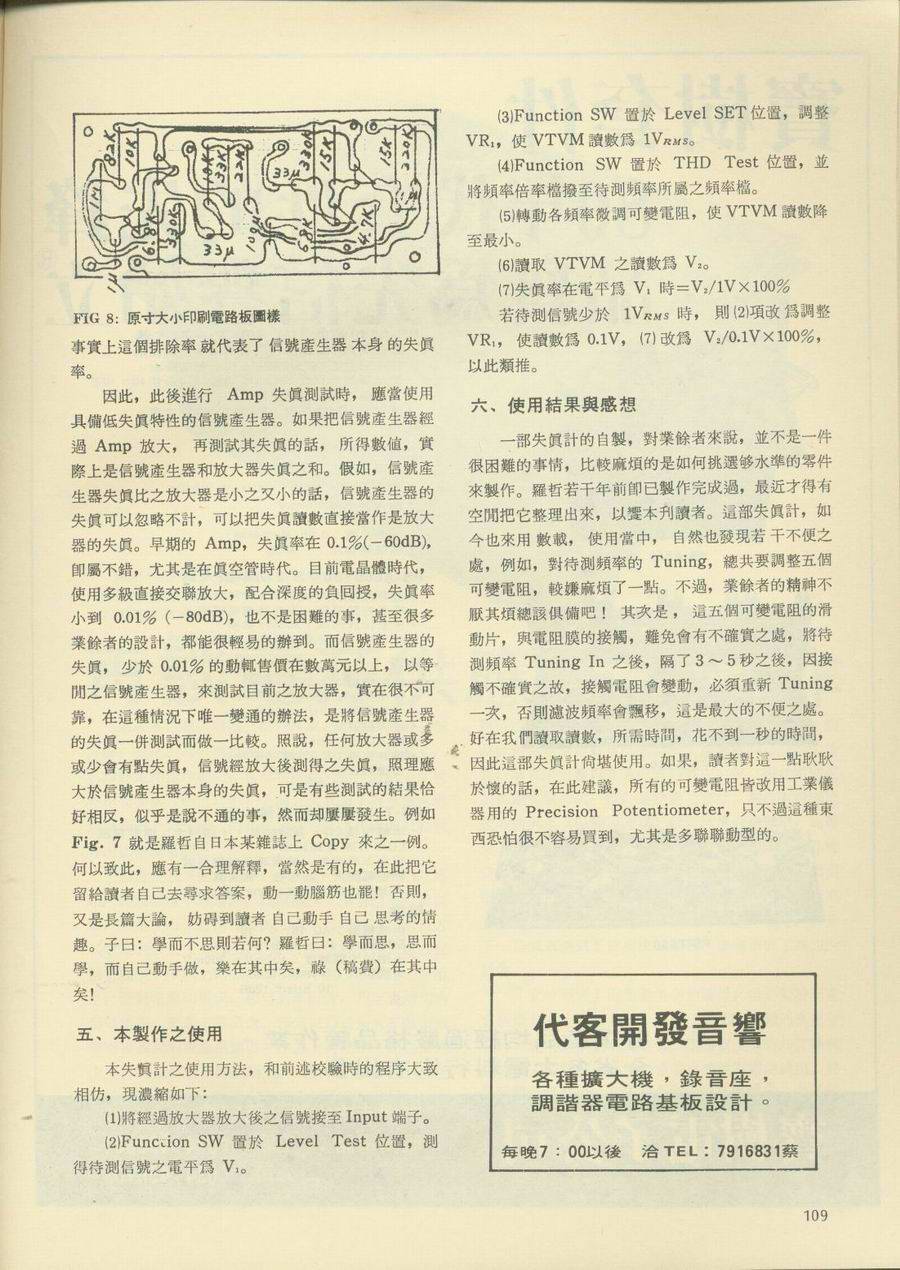 82K
10K
10K
33K
22K
33μ
330K
15K
15K
220K
1μ
6.8K
330K
33μ
10μ
6.8K
4.7K
1μ
FIG 8: 原寸大小印刷電路板圖樣
事實上這個排除率就代表了信號產生器本身的失眞
率。
因此，此後進行 Amp 失眞測試時，應當使用
具備低失眞特性的信號產生器。如果把信號產生器經
過 Amp 放大，再測試其失眞的話，所得數値，實
際上是信號產生器和放大器失眞之和。假如，信號產
生器失眞比之放大器是小之又小的話，信號產生器的
失眞可以忽略不計，可以把失眞讀數直接當作是放大
器的失眞。早期的 Amp，失眞率在 0.1%(−60dB)，
卽屬不錯，尤其是在眞空管時代。目前電晶體時代，
使用多級直接交聯放大，配合深度的負回授，失眞率
小到 0.01% (−80dB)，也不是困難的事，甚至很多
業餘者的設計，都能很輕易的辦到。而信號產生器的
失眞，少於 0.01% 的動輒售價在數萬元以上，以等
閒之信號產生器，來測試目前之放大器，實在很不可
靠，在這種情況下唯一變通的辦法，是將信號產生器
的失眞一併測試而做一比較。照說，任何放大器或多
或少會有點失眞，信號經放大後測得之失眞，照理應
大於信號產生器本身的失眞，可是有些測試的結果恰
好相反，似乎是說不通的事，然而却屢屢發生。例如
Fig. 7 就是羅哲自日本某雜誌上 Copy 來之一例。
何以致此，應有一合理解釋，當然是有的，在此把它
留給讀者自己去尋求答案，動一動腦筋也罷！否則，
又是長篇大論，妨碍到讀者自己動手自己思考的情
趣。子曰：學而不思則若何？羅哲曰：學而思，思而
學，而自己動手做，樂在其中矣，祿（稿費）在其中
矣！
五、本製作之使用
本失眞計之使用方法，和前述校驗時的程序大致
相仿，現濃縮如下：
(1)將經過放大器放大後之信號接至 Input 端子。
(2)Function SW 置於 Level Test 位置，測
得待測信號之電平爲 V₁。
(3)Function SW 置於 Level SET 位置，調整
VR₁，使 VTVM 讀數爲 1VRMS。
(4)Function SW 置於 THD Test 位置，並
將頻率倍率檔撥至待測頻率所屬之頻率檔。
(5)轉動各頻率微調可變電阻，使 VTVM 讀數降
至最小。
(6)讀取 VTVM 之讀數爲 V₂。
(7)失眞率在電平爲 V₁ 時＝V₂/1V×100%
若待測信號少於 1VRMS 時，則(2)項改爲調整
VR₁，使讀數爲 0.1V，(7)改爲 V₂/0.1V×100%，
以此類推。
六、使用結果與感想
一部失眞計的自製，對業餘者來說，並不是一件
很困難的事情，比較麻煩的是如何挑選够水準的零件
來製作。羅哲若干年前卽已製作完成過，最近才得有
空閒把它整理出來，以饗本刋讀者。這部失眞計，如
今也來用數載，使用當中，自然也發現若干不便之
處，例如，對待測頻率的 Tuning，總共要調整五個
可變電阻，較嫌麻煩了一點。不過，業餘者的精神不
厭其煩總該俱備吧！其次是，這五個可變電阻的滑
動片，與電阻膜的接觸，難免會有不確實之處，將待
測頻率 Tuning In 之後，隔了 3～5 秒之後，因接
觸不確實之故，接觸電阻會變動，必須重新 Tuning
一次，否則濾波頻率會飄移，這是最大的不便之處。
好在我們讀取讀數，所需時間，花不到一秒的時間，
因此這部失眞計尙堪使用。如果，讀者對這一點耿耿
於懷的話，在此建議，所有的可變電阻皆改用工業儀
器用的 Precision Potentiometer，只不過這種東
西恐怕很不容易買到，尤其是多聯聯動型的。
代客開發音響
各種擴大機，錄音座，
調諧器電路基板設計。
每晚7：00以後 洽 TEL：7916831蔡
109